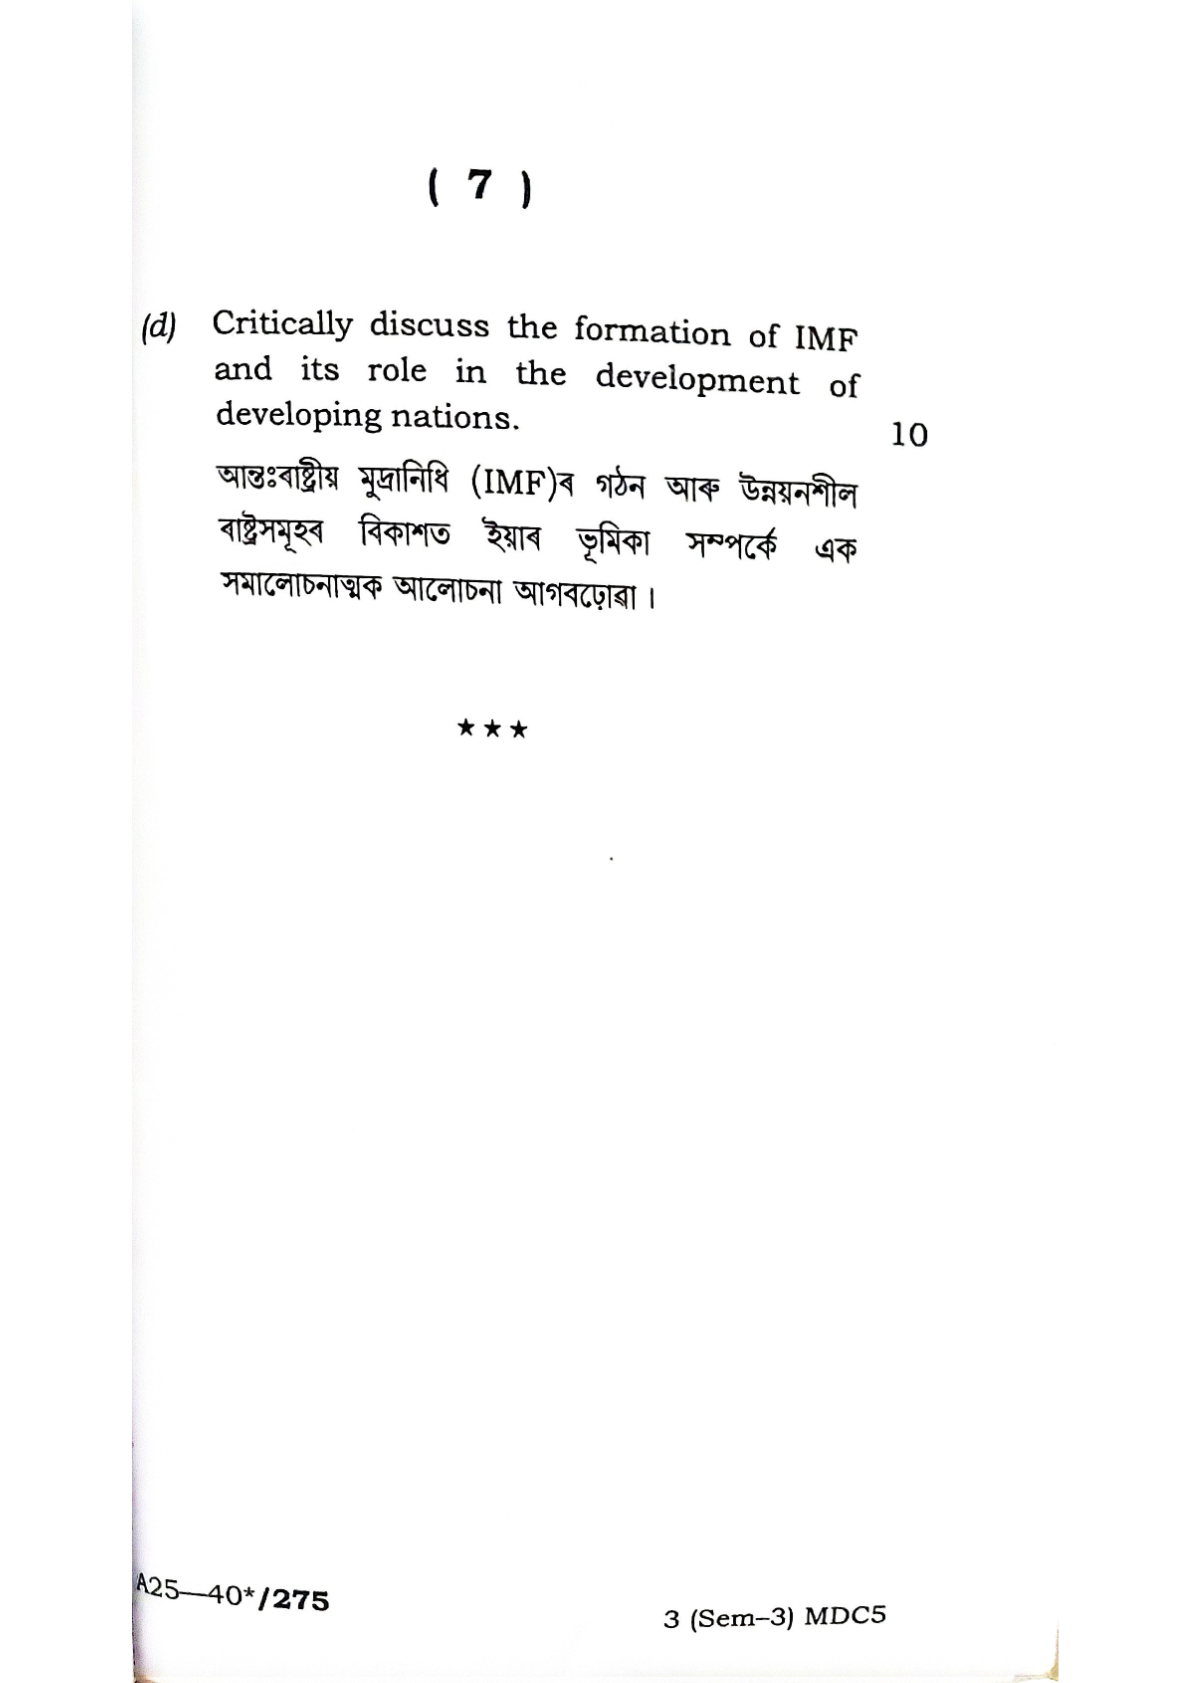 ( 7 )
(d) Critically discuss the formation of IMF
and its role in the development of
developing nations. 10
আন্তঃৰাষ্ট্ৰীয় মুদ্ৰানিধি (IMF)ৰ গঠন আৰু উন্নয়নশীল
ৰাষ্ট্ৰসমূহৰ বিকাশত ইয়াৰ ভূমিকা সম্পৰ্কে এক
সমালোচনাত্মক আলোচনা আগবঢ়োৱা ।
★ ★ ★
A25—40*/275
3 (Sem–3) MDC5